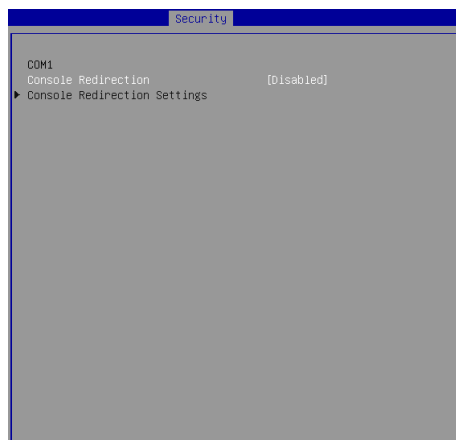 Security
COM1
Console Redirection [Disabled]
Console Redirection Settings